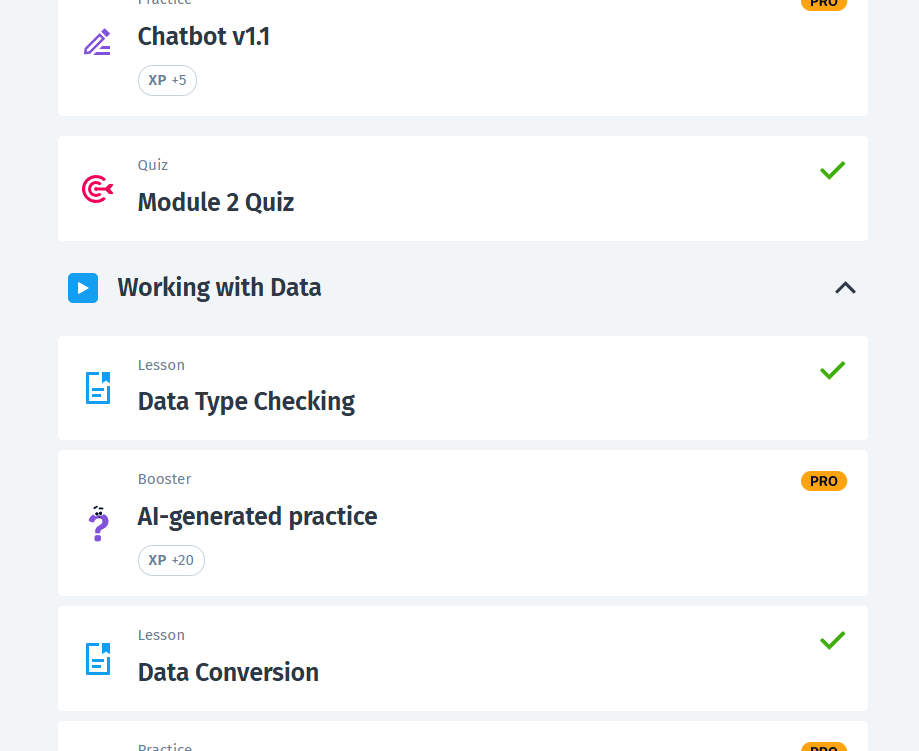 Practice
PRO
Chatbot v1.1
XP +5
Quiz
Module 2 Quiz
Working with Data
Lesson
Data Type Checking
Booster
PRO
AI-generated practice
XP +20
Lesson
Data Conversion
Practice
PRO